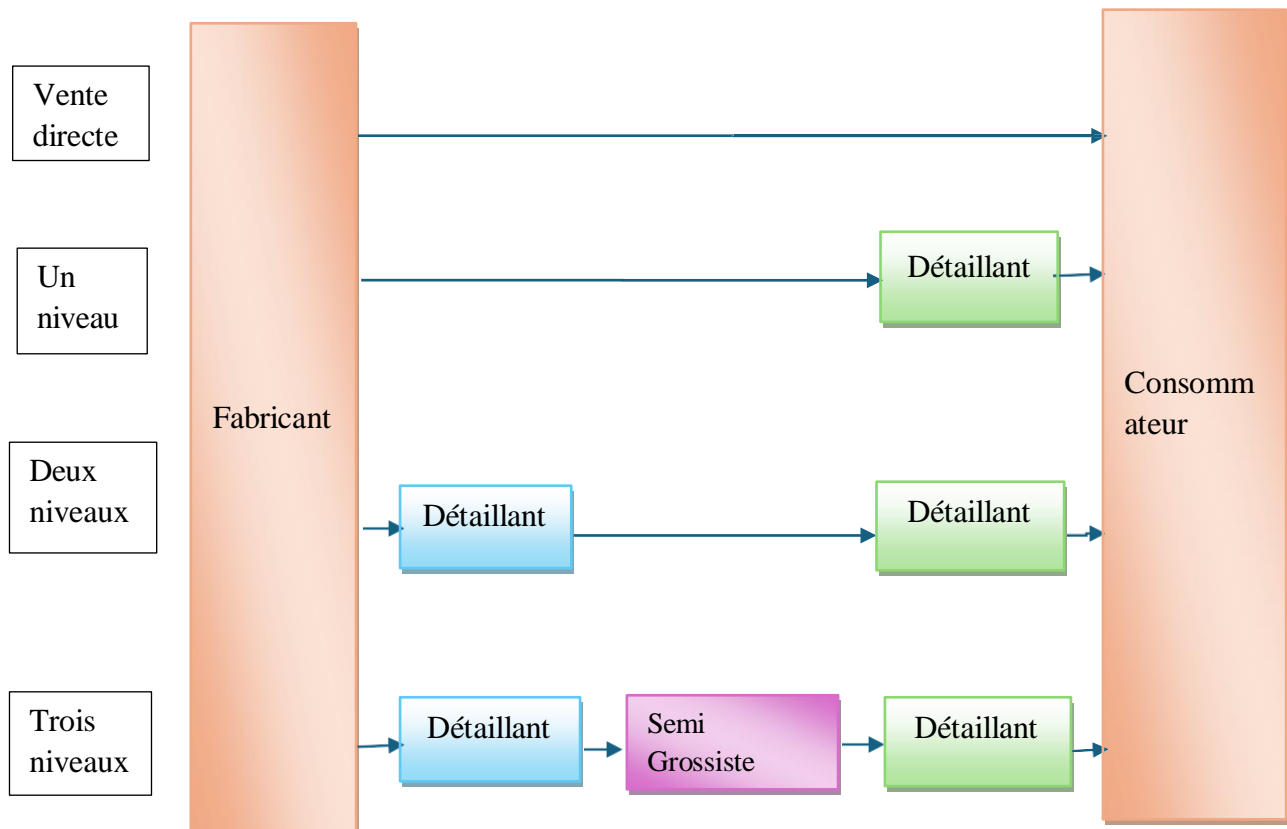 Vente
directe
Un
niveau
Détaillant
Fabricant
Consomm
ateur
Deux
niveaux
Détaillant
Détaillant
Trois
niveaux
Détaillant
Semi
Grossiste
Détaillant